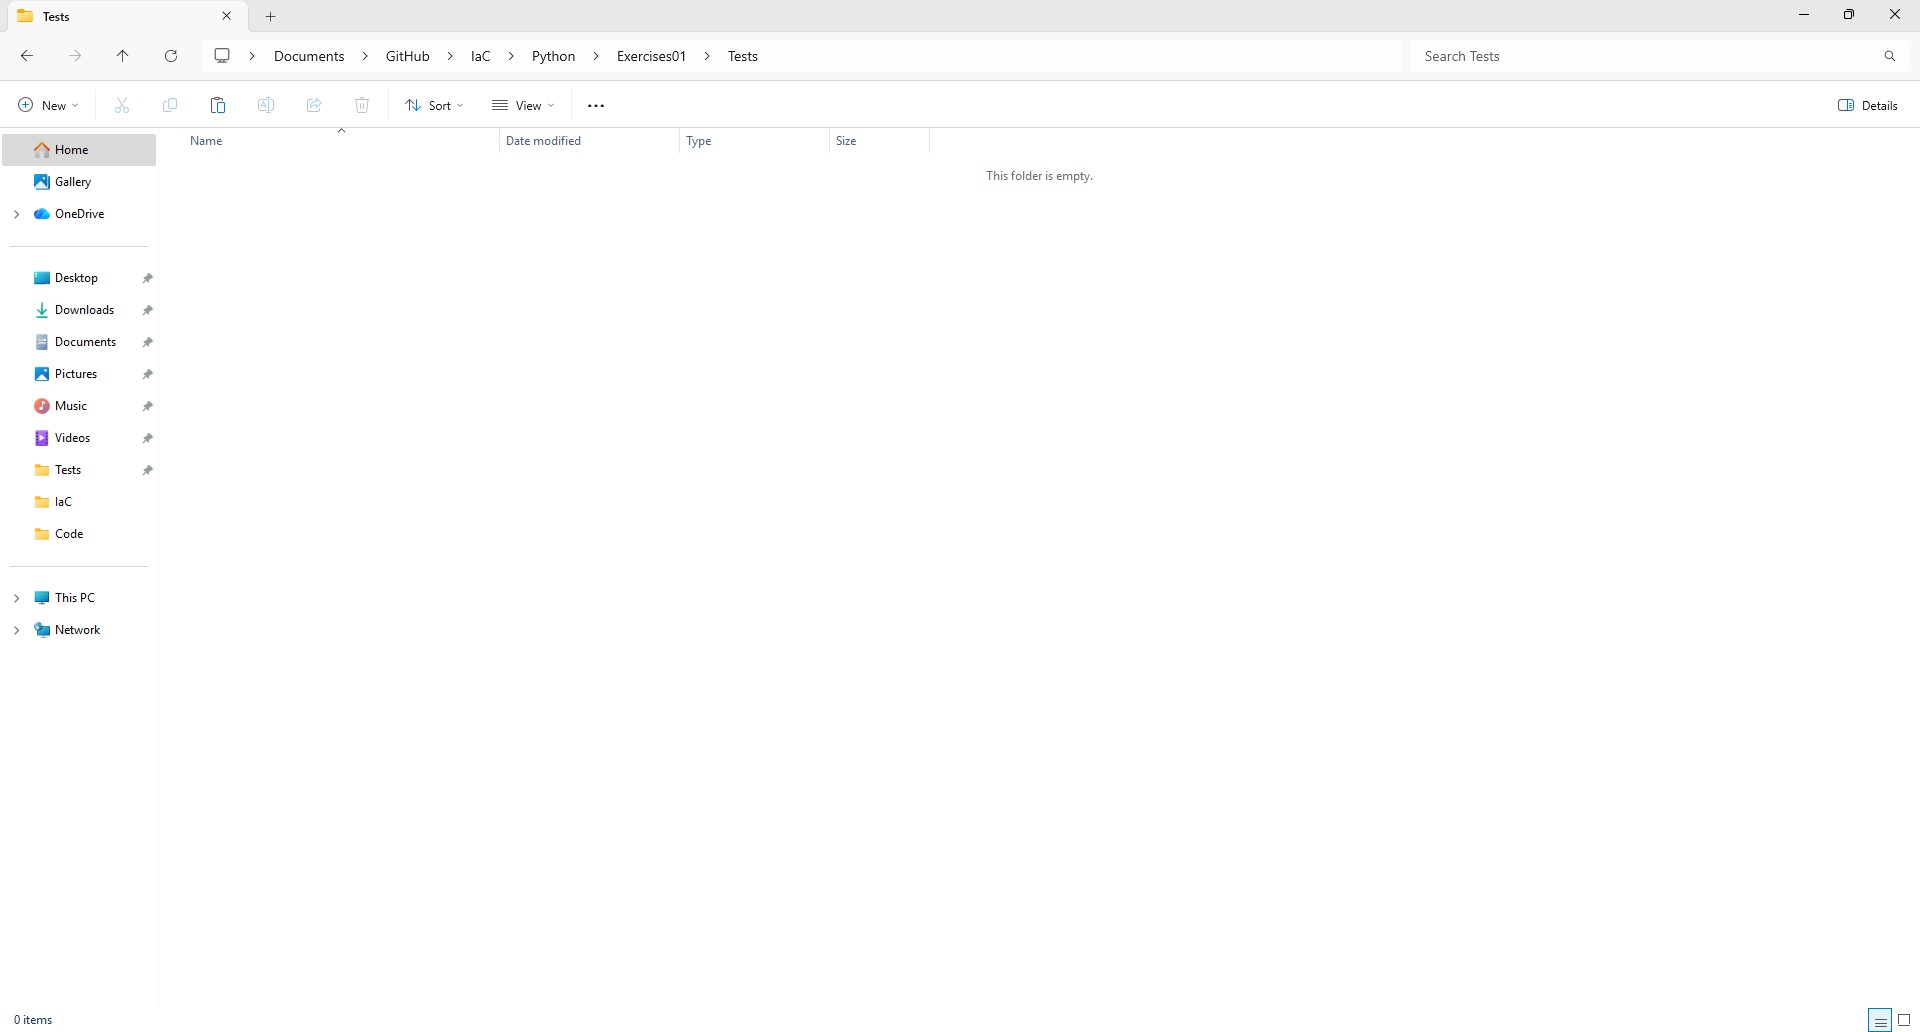 Tests
Documents > GitHub > IaC > Python > Exercises01 > Tests
Search Tests
New
Sort
View
Details
Name
Date modified
Type
Size
This folder is empty.
Home
Gallery
OneDrive
Desktop
Downloads
Documents
Pictures
Music
Videos
Tests
IaC
Code
This PC
Network
0 items